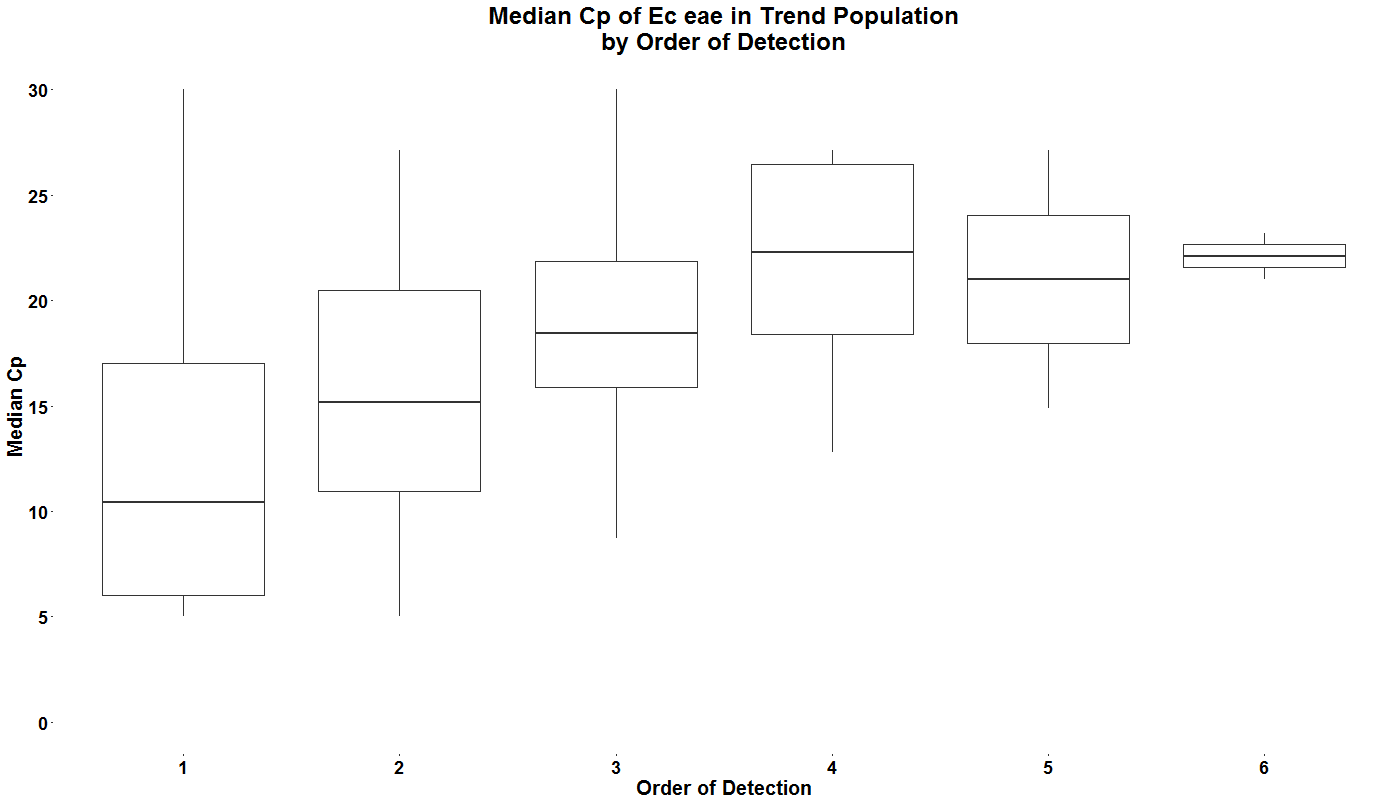 Median Cp of Ec eae in Trend Population
by Order of Detection
30
25
20
15
10
5
0
Median Cp
1 2 3 4 5 6
Order of Detection